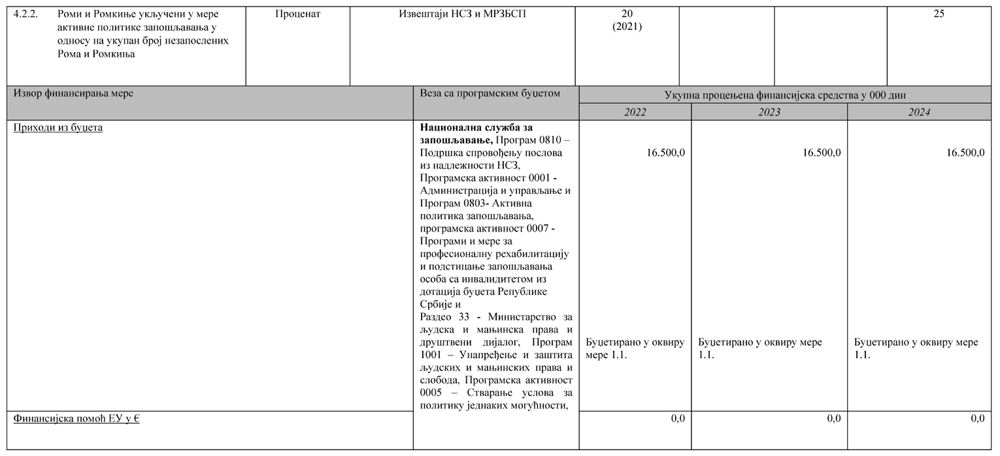 4.2.2. Роми и Ромкиње укључени у мере активне политике запошљавања у односу на укупан број незапослених Рома и Ромкиња
Проценат
Извештаји НСЗ и МРЗБСП
20
(2021)
25
Извор финансирања мере
Веза са програмским буџетом
Укупна процењена финансијска средства у 000 дин
2022
2023
2024
Приходи из буџета
Национална служба за
запошљавање, Програм 0810 –
Подршка спровођењу послова
из надлежности НСЗ,
Програмска активност 0001 -
Администрација и управљање и
Програм 0803- Активна
политика запошљавања,
програмска активност 0007 -
Програми и мере за
професионалну рехабилитацију
и подстицање запошљавања
особа са инвалидитетом из
дотација буџета Републике
Србије и
Раздео 33 - Министарство за
људска и мањинска права и
друштвени дијалог, Програм
1001 – Унапређење и заштита
људских и мањинских права и
слобода, Програмска активност
0005 – Стварање услова за
политику једнаких могућности,
16.500,0
16.500,0
16.500,0
Буџетирано у оквиру
мере 1.1.
Буџетирано у оквиру мере
1.1.
Буџетирано у оквиру мере
1.1.
Финансијска помоћ ЕУ у €
0,0
0,0
0,0